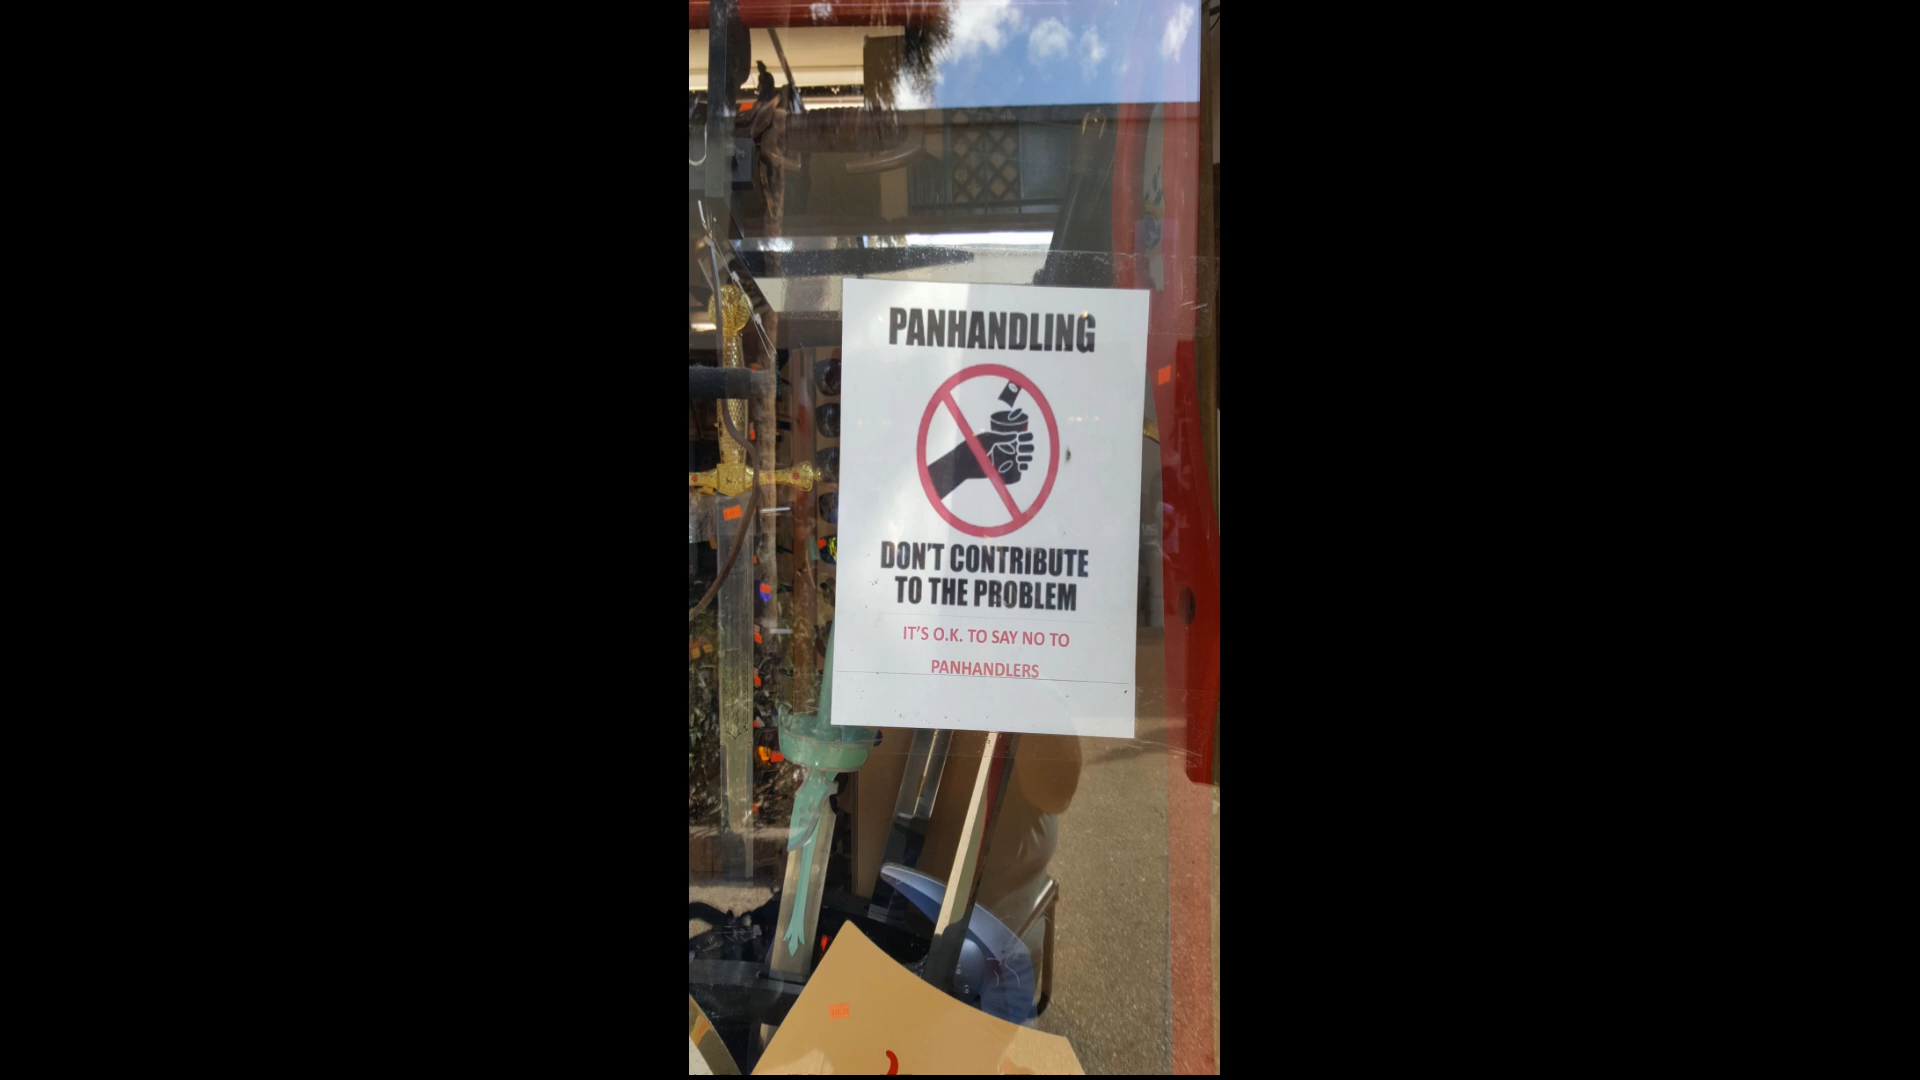 PANHANDLING
DON'T CONTRIBUTE
TO THE PROBLEM
IT'S O.K. TO SAY NO TO
PANHANDLERS